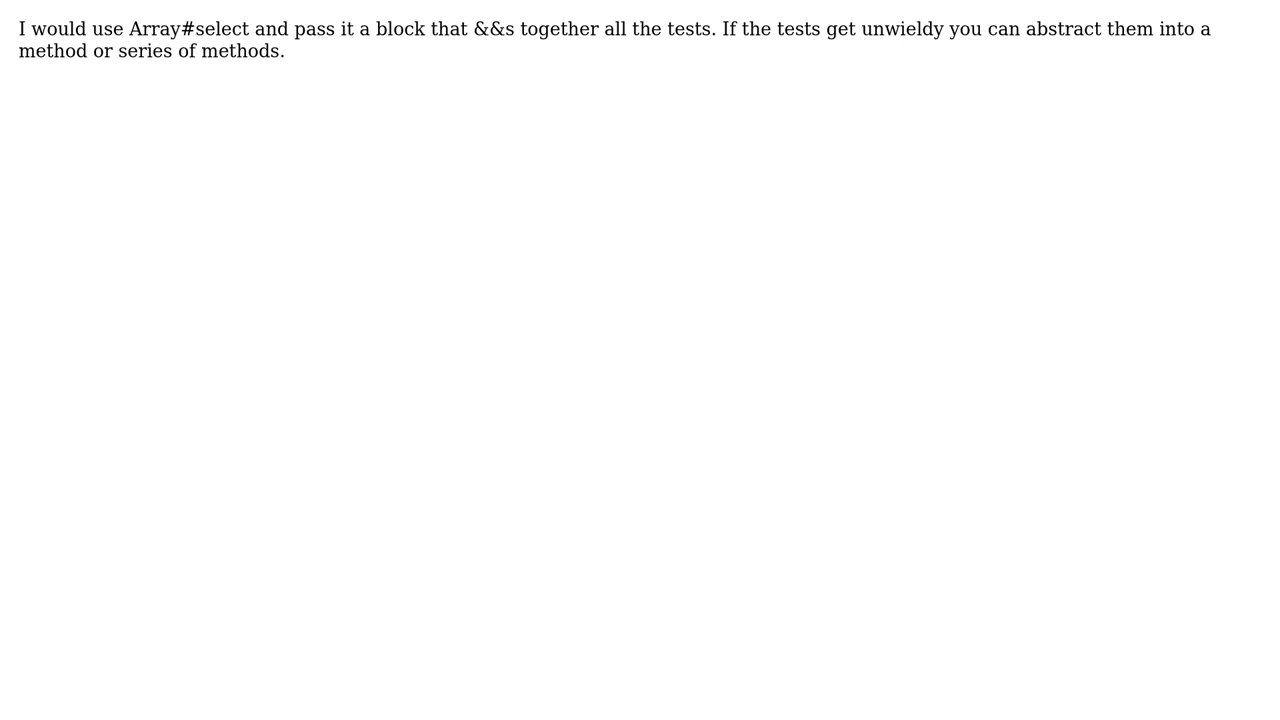 I would use Array#select and pass it a block that &&s together all the tests. If the tests get unwieldy you can abstract them into a
method or series of methods.